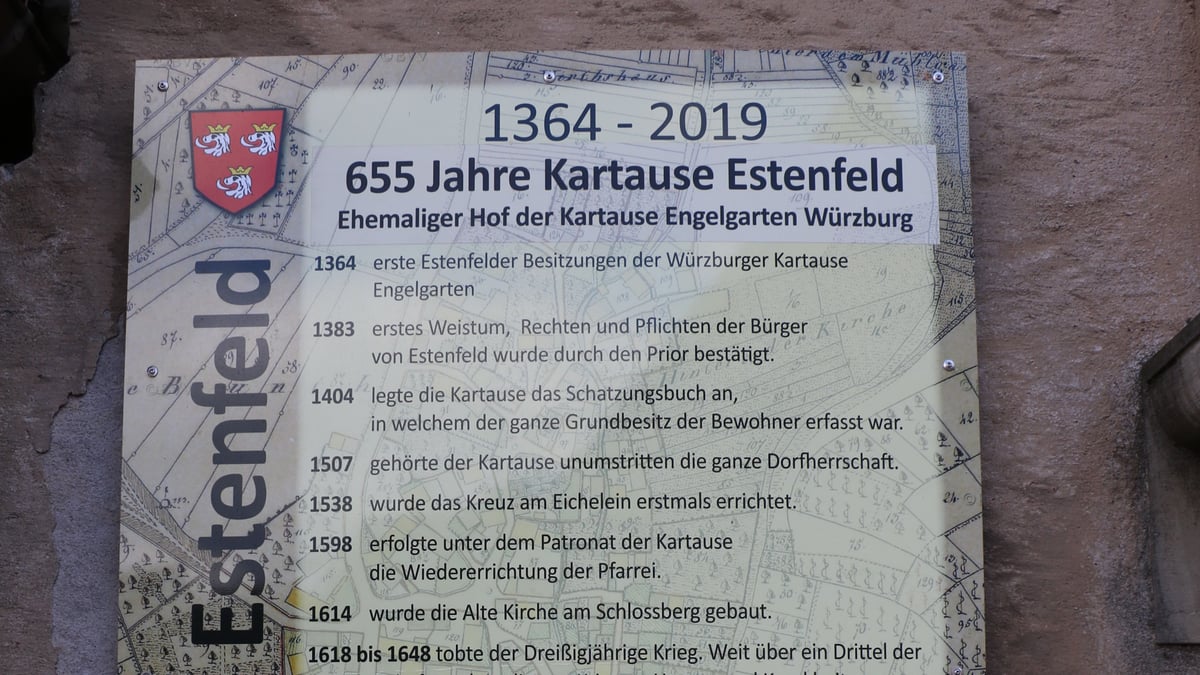 1364 - 2019
655 Jahre Kartause Estenfeld
Ehemaliger Hof der Kartause Engelgarten Würzburg
Estenfeld
1364 erste Estenfelder Besitzungen der Würzburger Kartause
Engelgarten
1383 erstes Weistum, Rechten und Pflichten der Bürger
von Estenfeld wurde durch den Prior bestätigt.
1404 legte die Kartause das Schatzungsbuch an,
in welchem der ganze Grundbesitz der Bewohner erfasst war.
1507 gehörte der Kartause unumstritten die ganze Dorfherrschaft.
1538 wurde das Kreuz am Eichelein erstmals errichtet.
1598 erfolgte unter dem Patronat der Kartause
die Wiedererrichtung der Pfarrei.
1614 wurde die Alte Kirche am Schlossberg gebaut.
1618 bis 1648 tobte der Dreißigjährige Krieg. Weit über ein Drittel der